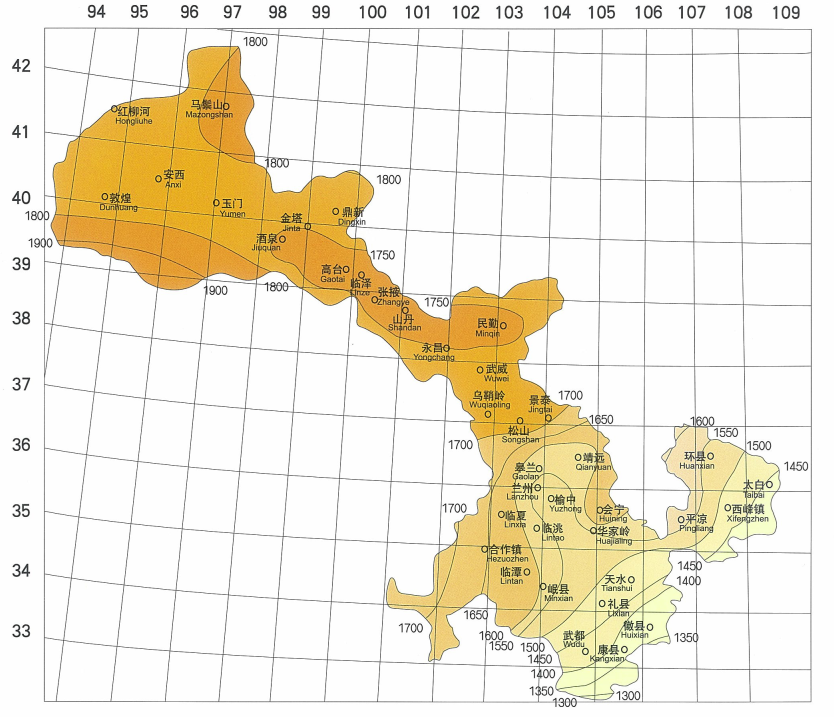 94 95 96 97 98 99 100 101 102 103 104 105 106 107 108 109
42
1800
马鬃山
Mazongshan
红柳河
Hongliuhe
41
1800
安西
Anxi
1800
40
敦煌
Dunhuang
玉门
Yumen
鼎新
Dingxin
金塔
Jinta
1800
酒泉
Jiuquan
1900
1750
39
高台
Gaotai
临泽
Linze
1900
1800
张掖
Zhangye
1750
山丹
Shandan
38
民勤
Minqin
永昌
Yongchang
武威
Wuwei
37
乌鞘岭
Wuqiaoling
景泰
Jingtai
1700
1650
松山
Songshan
1600
1550
1700
1500
36
靖远
Qianyuan
环县
Huanxian
1450
皋兰
Gaolan
兰州
Lanzhou
太白
Taibai
榆中
Yuzhong
1700
会宁
Huining
西峰镇
Xifengzhen
35
临夏
Linxia
平凉
Pingliang
临洮
Lintao
华家岭
Huajialing
合作镇
Hezuozhen
1450
34
临潭
Lintan
天水
Tianshui
1400
岷县
Minxian
礼县
Lixian
1650
1700
徽县
Huixian
33
1600
武都
Wudu
1350
1550
1500
康县
Kangxian
1450
1400
1350
1300
1300